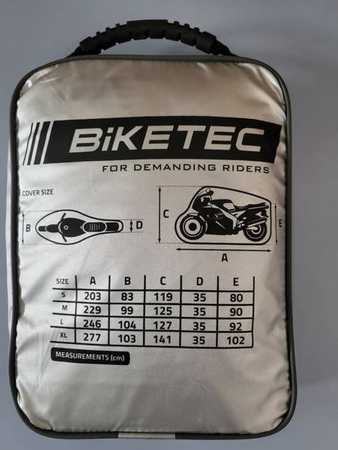 BiKETEC
FOR DEMANDING RIDERS
COVER SIZE
B D
C E
A
SIZE A B C D E
S 203 83 119 35 80
M 229 99 125 35 90
L 246 104 127 35 92
XL 277 103 141 35 102
MEASUREMENTS (cm)